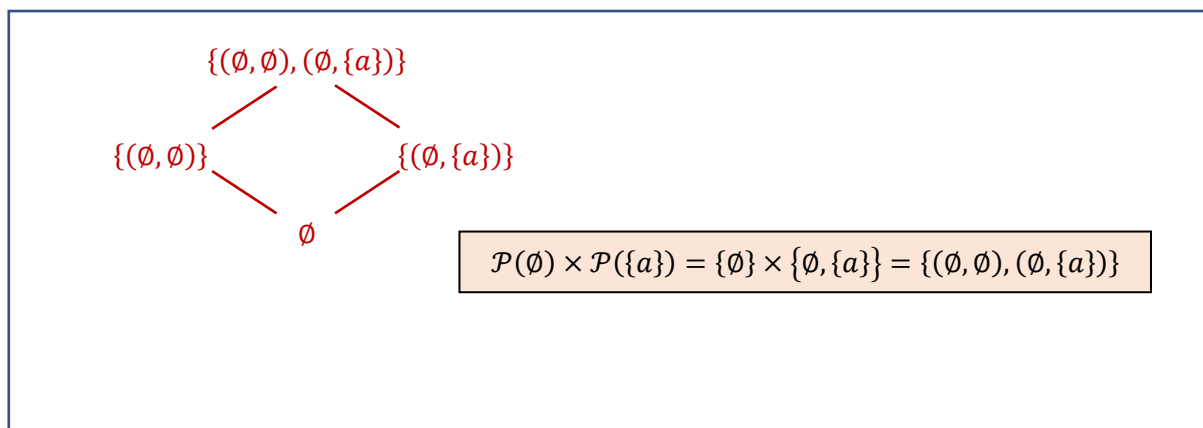 {(∅, ∅), (∅, {𝑎})}
{(∅, ∅)} {(∅, {𝑎})}
∅
𝒫(∅) × 𝒫({𝑎}) = {∅} × {∅, {𝑎}} = {(∅, ∅), (∅, {𝑎})}